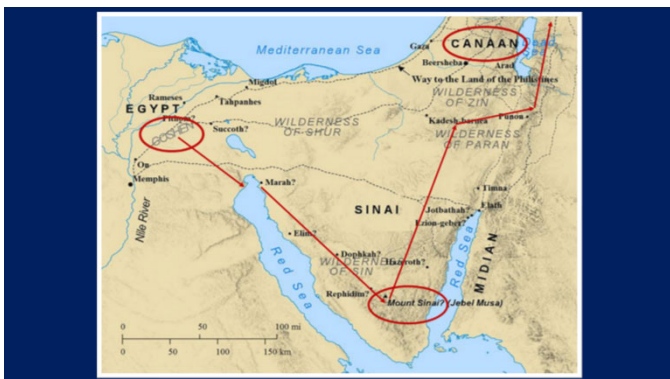 Mediterranean Sea
Gaza
CANAAN
Dead
Sea
Beersheba
Arad
Way to the Land of the Philistines
Migdol
Rameses
Tahpanhes
WILDERNESS
OF ZIN
EGYPT
Pithom?
GOSHEN
Succoth?
WILDERNESS
OF SHUR
Kadesh-barnea
Punon
WILDERNESS
OF PARAN
On
Memphis
Marah?
Timna
Nile River
SINAI
Jotbathah?
Elath
Ezion-geber?
Elim?
Red Sea
Dophkah?
WILDERNESS
OF SIN
Hazeroth?
Red Sea
MIDIAN
Rephidim?
Mount Sinai? (Jebel Musa)
0 50 100 mi
0 50 100 150 km